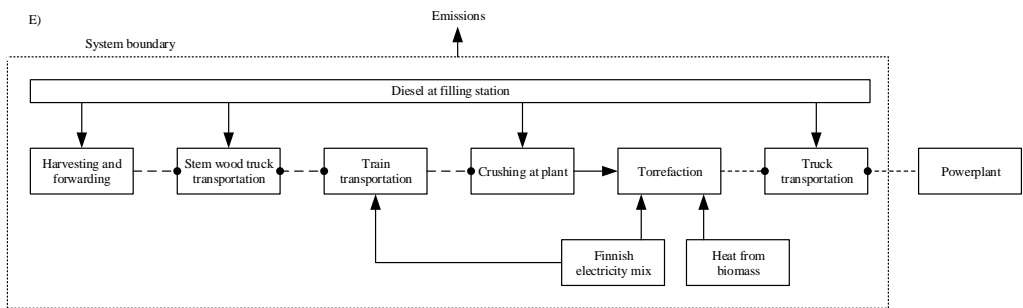 E)
Emissions
System boundary
Diesel at filling station
Harvesting and
forwarding
Stem wood truck
transportation
Train
transportation
Crushing at plant
Torrefaction
Truck
transportation
Powerplant
Finnish
electricity mix
Heat from
biomass